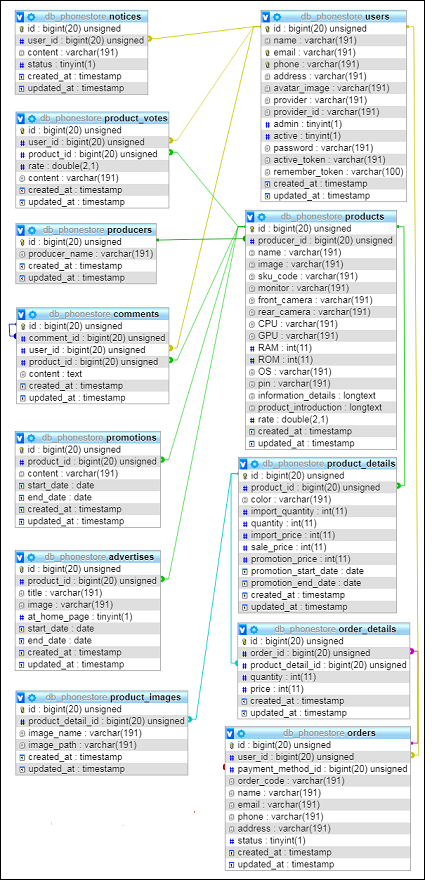 db_phonestore notices
id : bigint(20) unsigned
user_id : bigint(20) unsigned
content : varchar(191)
status : tinyint(1)
created_at : timestamp
updated_at : timestamp
db_phonestore users
id : bigint(20) unsigned
name : varchar(191)
email : varchar(191)
phone : varchar(191)
address : varchar(191)
avatar_image : varchar(191)
provider : varchar(191)
provider_id : varchar(191)
admin : tinyint(1)
active : tinyint(1)
password : varchar(191)
active_token : varchar(191)
remember_token : varchar(100)
created_at : timestamp
updated_at : timestamp
db_phonestore product_votes
id : bigint(20) unsigned
user_id : bigint(20) unsigned
product_id : bigint(20) unsigned
rate : double(2,1)
content : varchar(191)
created_at : timestamp
updated_at : timestamp
db_phonestore producers
id : bigint(20) unsigned
producer_name : varchar(191)
created_at : timestamp
updated_at : timestamp
db_phonestore products
id : bigint(20) unsigned
producer_id : bigint(20) unsigned
name : varchar(191)
image : varchar(191)
sku_code : varchar(191)
monitor : varchar(191)
front_camera : varchar(191)
rear_camera : varchar(191)
CPU : varchar(191)
GPU : varchar(191)
RAM : int(11)
ROM : int(11)
OS : varchar(191)
pin : varchar(191)
information_details : longtext
product_introduction : longtext
rate : double(2,1)
created_at : timestamp
updated_at : timestamp
db_phonestore comments
id : bigint(20) unsigned
comment_id : bigint(20) unsigned
user_id : bigint(20) unsigned
product_id : bigint(20) unsigned
content : text
created_at : timestamp
updated_at : timestamp
db_phonestore promotions
id : bigint(20) unsigned
product_id : bigint(20) unsigned
content : varchar(191)
start_date : date
end_date : date
created_at : timestamp
updated_at : timestamp
db_phonestore product_details
id : bigint(20) unsigned
product_id : bigint(20) unsigned
color : varchar(191)
import_quantity : int(11)
quantity : int(11)
import_price : int(11)
sale_price : int(11)
promotion_price : int(11)
promotion_start_date : date
promotion_end_date : date
created_at : timestamp
updated_at : timestamp
db_phonestore advertises
id : bigint(20) unsigned
product_id : bigint(20) unsigned
title : varchar(191)
image : varchar(191)
at_home_page : tinyint(1)
start_date : date
end_date : date
created_at : timestamp
updated_at : timestamp
db_phonestore order_details
id : bigint(20) unsigned
order_id : bigint(20) unsigned
product_detail_id : bigint(20) unsigned
quantity : int(11)
price : int(11)
created_at : timestamp
updated_at : timestamp
db_phonestore product_images
id : bigint(20) unsigned
product_detail_id : bigint(20) unsigned
image_name : varchar(191)
image_path : varchar(191)
created_at : timestamp
updated_at : timestamp
db_phonestore orders
id : bigint(20) unsigned
user_id : bigint(20) unsigned
payment_method_id : bigint(20) unsigned
order_code : varchar(191)
name : varchar(191)
email : varchar(191)
phone : varchar(191)
address : varchar(191)
status : tinyint(1)
created_at : timestamp
updated_at : timestamp